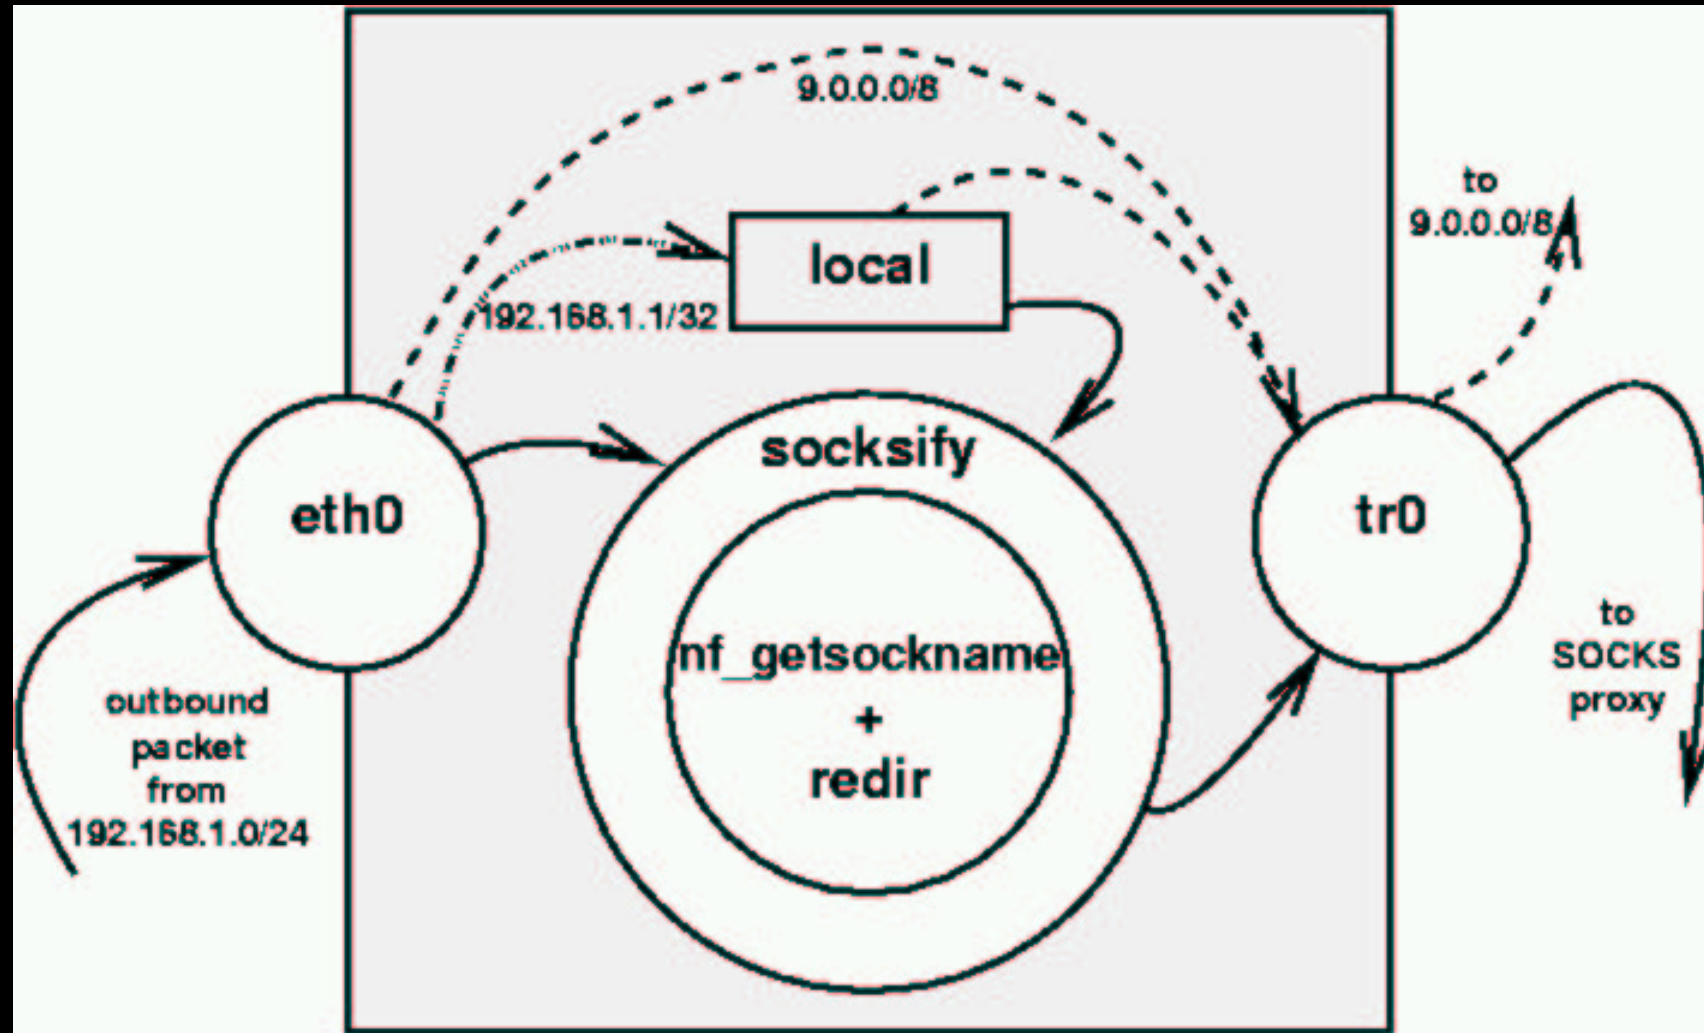 9.0.0.0/8
to
9.0.0.0/8
local
192.168.1.1/32
socksify
eth0
tr0
nf_getsockname
+
redir
outbound
packet
from
192.168.1.0/24
to
SOCKS
proxy